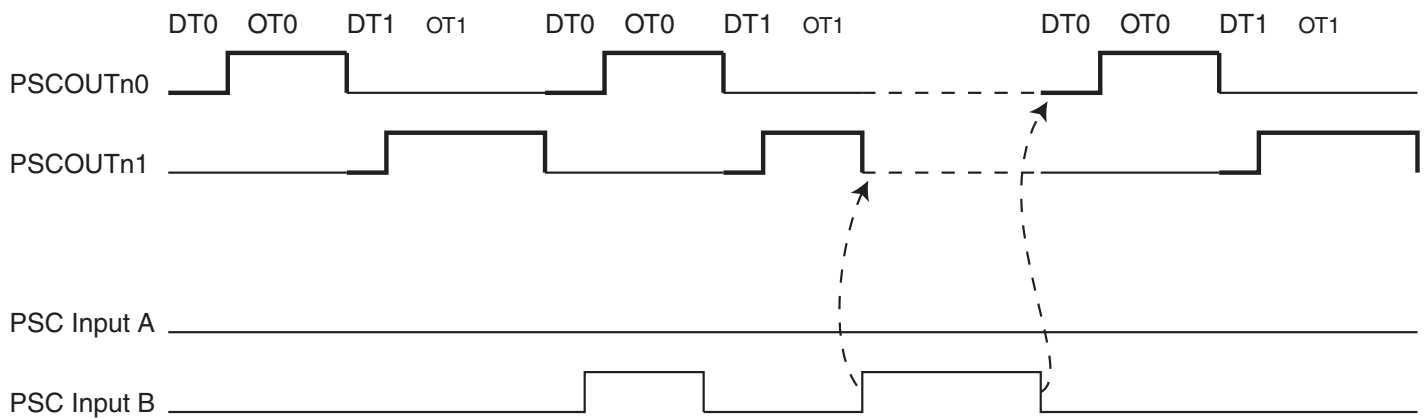 DT0 OT0 DT1 OT1 DT0 OT0 DT1 OT1 DT0 OT0 DT1 OT1
PSCOUTn0
PSCOUTn1
PSC Input A
PSC Input B